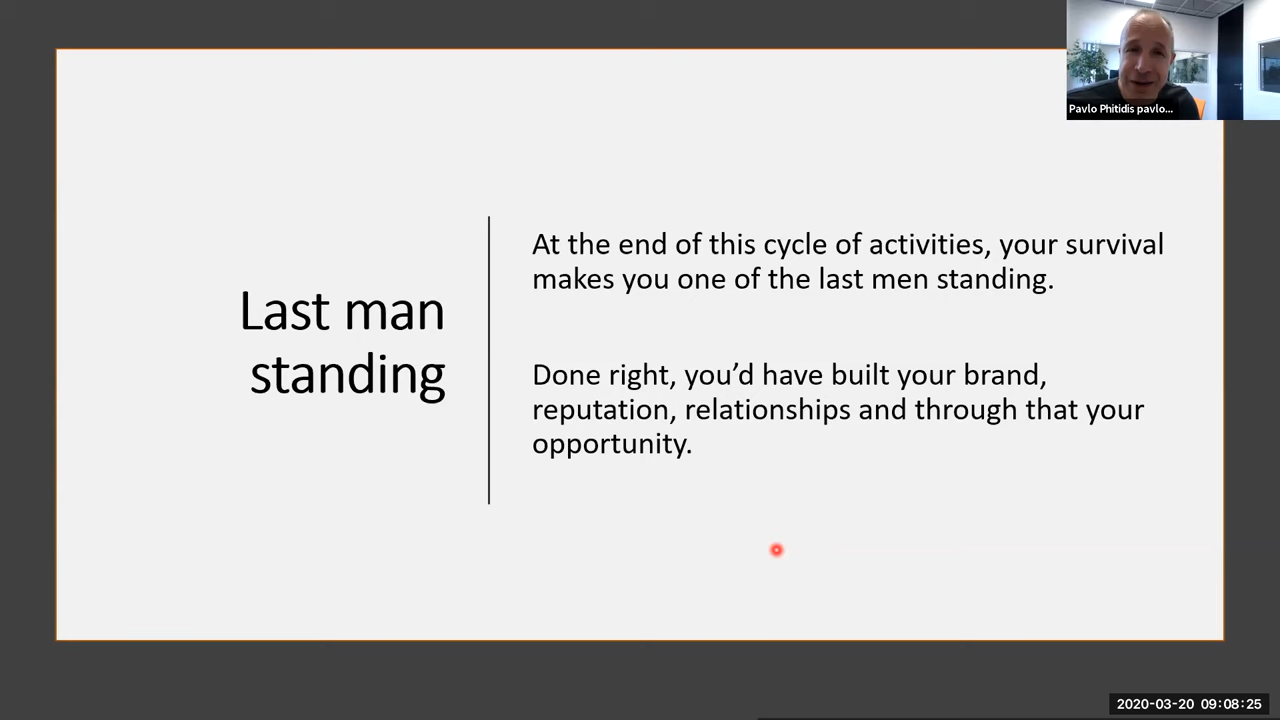 Pavlo Phitidis pavlo...
Last man
standing
At the end of this cycle of activities, your survival
makes you one of the last men standing.
Done right, you’d have built your brand,
reputation, relationships and through that your
opportunity.
2020-03-20 09:08:25